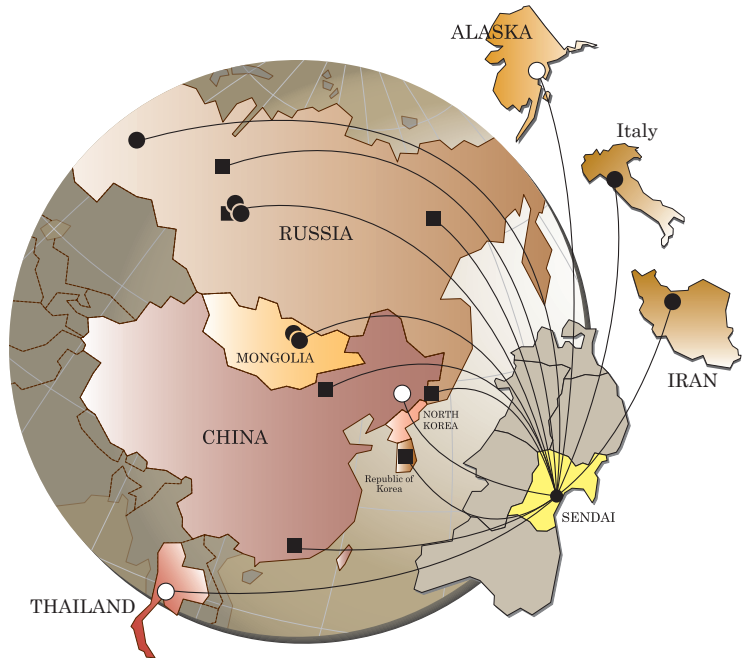 ALASKA
Italy
RUSSIA
MONGOLIA
IRAN
NORTH
KOREA
CHINA
Republic of
Korea
SENDAI
THAILAND